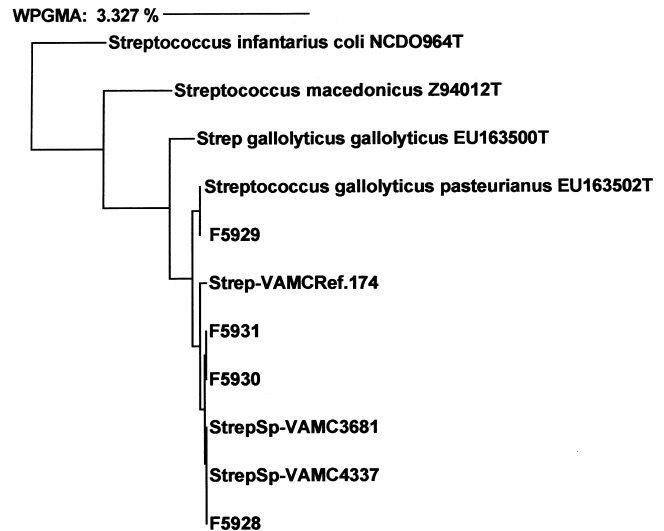 WPGMA: 3.327 %
Streptococcus infantarius coli NCDO964T
Streptococcus macedonicus Z94012T
Strep gallolyticus gallolyticus EU163500T
Streptococcus gallolyticus pasteurianus EU163502T
F5929
Strep-VAMCRef.174
F5931
F5930
StrepSp-VAMC3681
StrepSp-VAMC4337
F5928